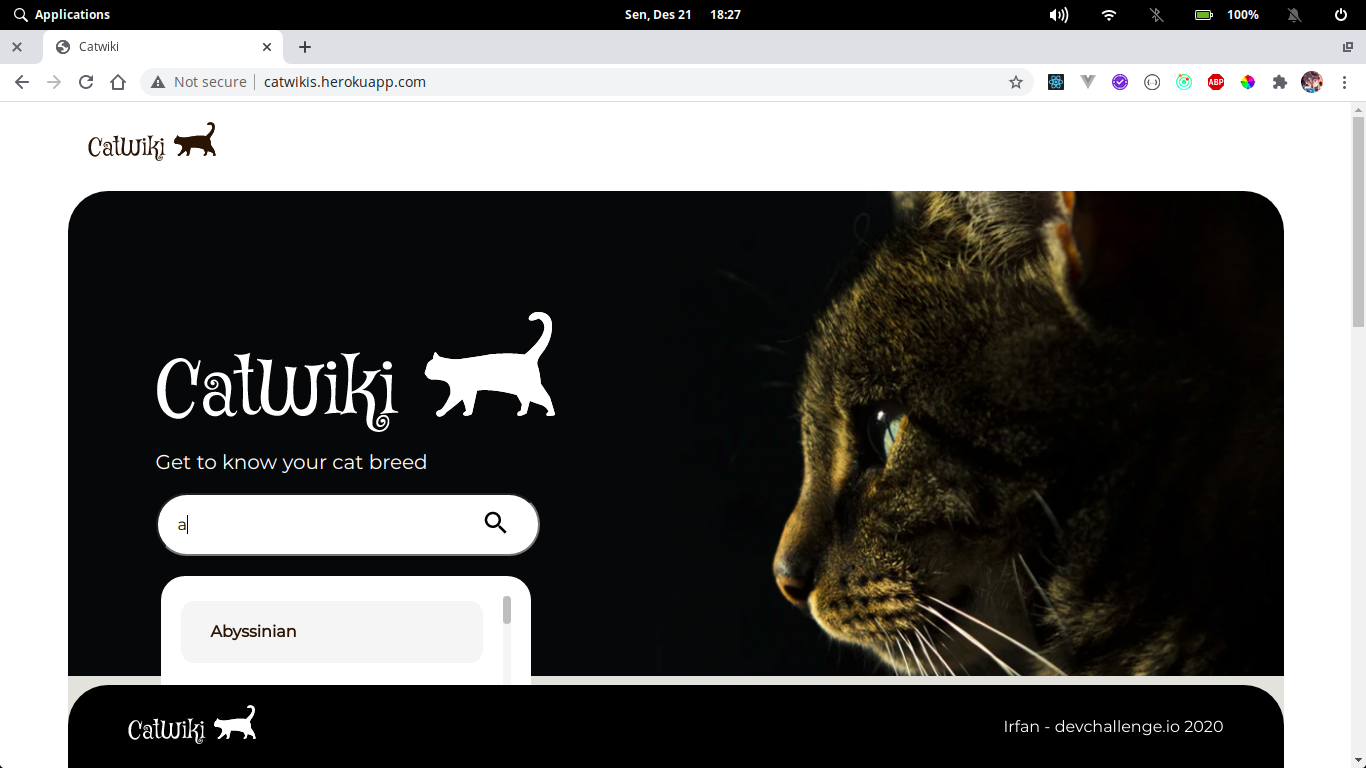 Applications
Sen, Des 21 18:27
100%
Catwiki
Not secure catwikis.herokuapp.com
ABP
CatWiki
CatWiki
Get to know your cat breed
a
Abyssinian
CatWiki
Irfan - devchallenge.io 2020